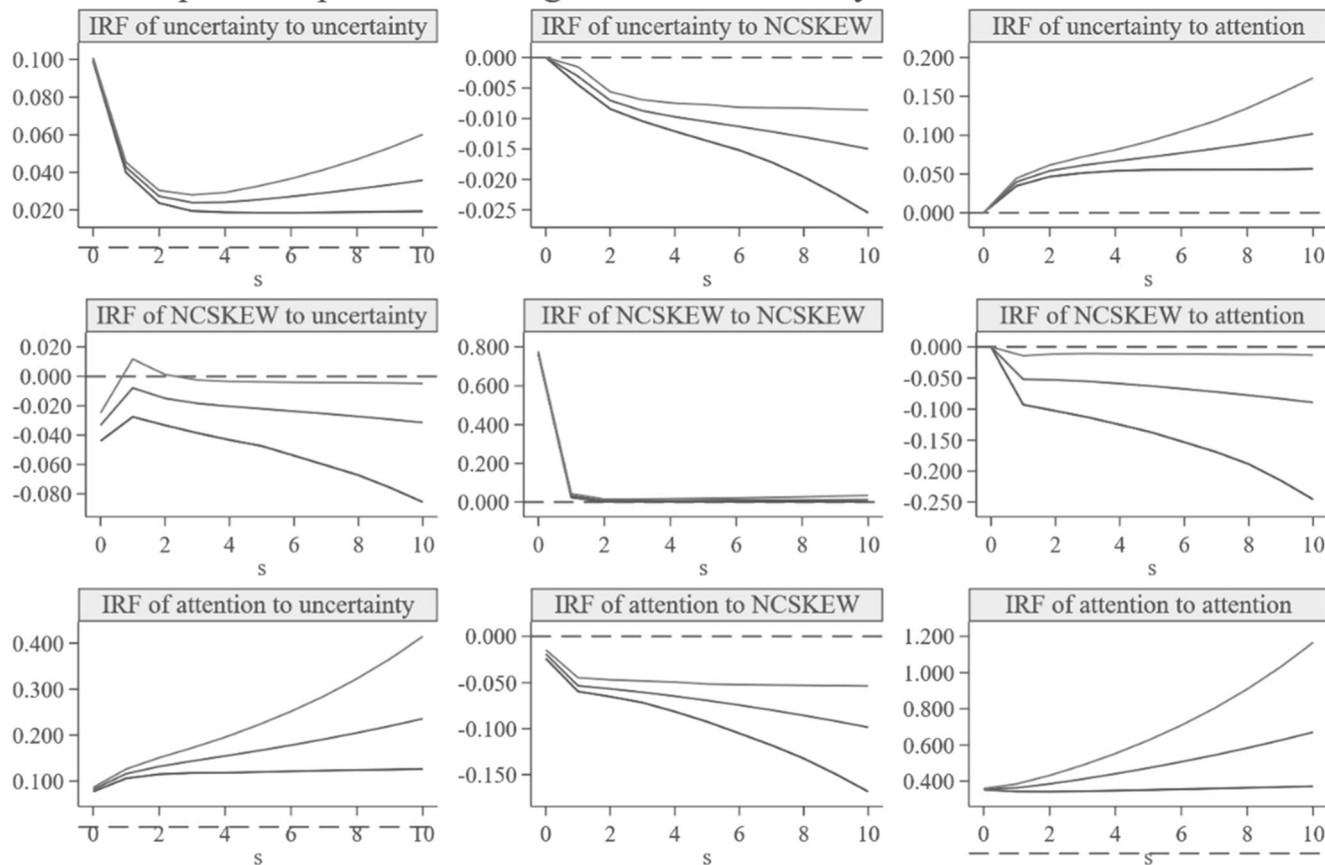 IRF of uncertainty to uncertainty
0.100
0.080
0.060
0.040
0.020
0 2 4 6 8 10
s
IRF of uncertainty to NCSKEW
0.000
-0.005
-0.010
-0.015
-0.020
-0.025
0 2 4 6 8 10
s
IRF of uncertainty to attention
0.200
0.150
0.100
0.050
0.000
0 2 4 6 8 10
s
IRF of NCSKEW to uncertainty
0.020
0.000
-0.020
-0.040
-0.060
-0.080
0 2 4 6 8 10
s
IRF of NCSKEW to NCSKEW
0.800
0.600
0.400
0.200
0.000
0 2 4 6 8 10
s
IRF of NCSKEW to attention
0.000
-0.050
-0.100
-0.150
-0.200
-0.250
0 2 4 6 8 10
s
IRF of attention to uncertainty
0.400
0.300
0.200
0.100
0 2 4 6 8 10
s
IRF of attention to NCSKEW
0.000
-0.050
-0.100
-0.150
0 2 4 6 8 10
s
IRF of attention to attention
1.200
1.000
0.800
0.600
0.400
0 2 4 6 8 10
s